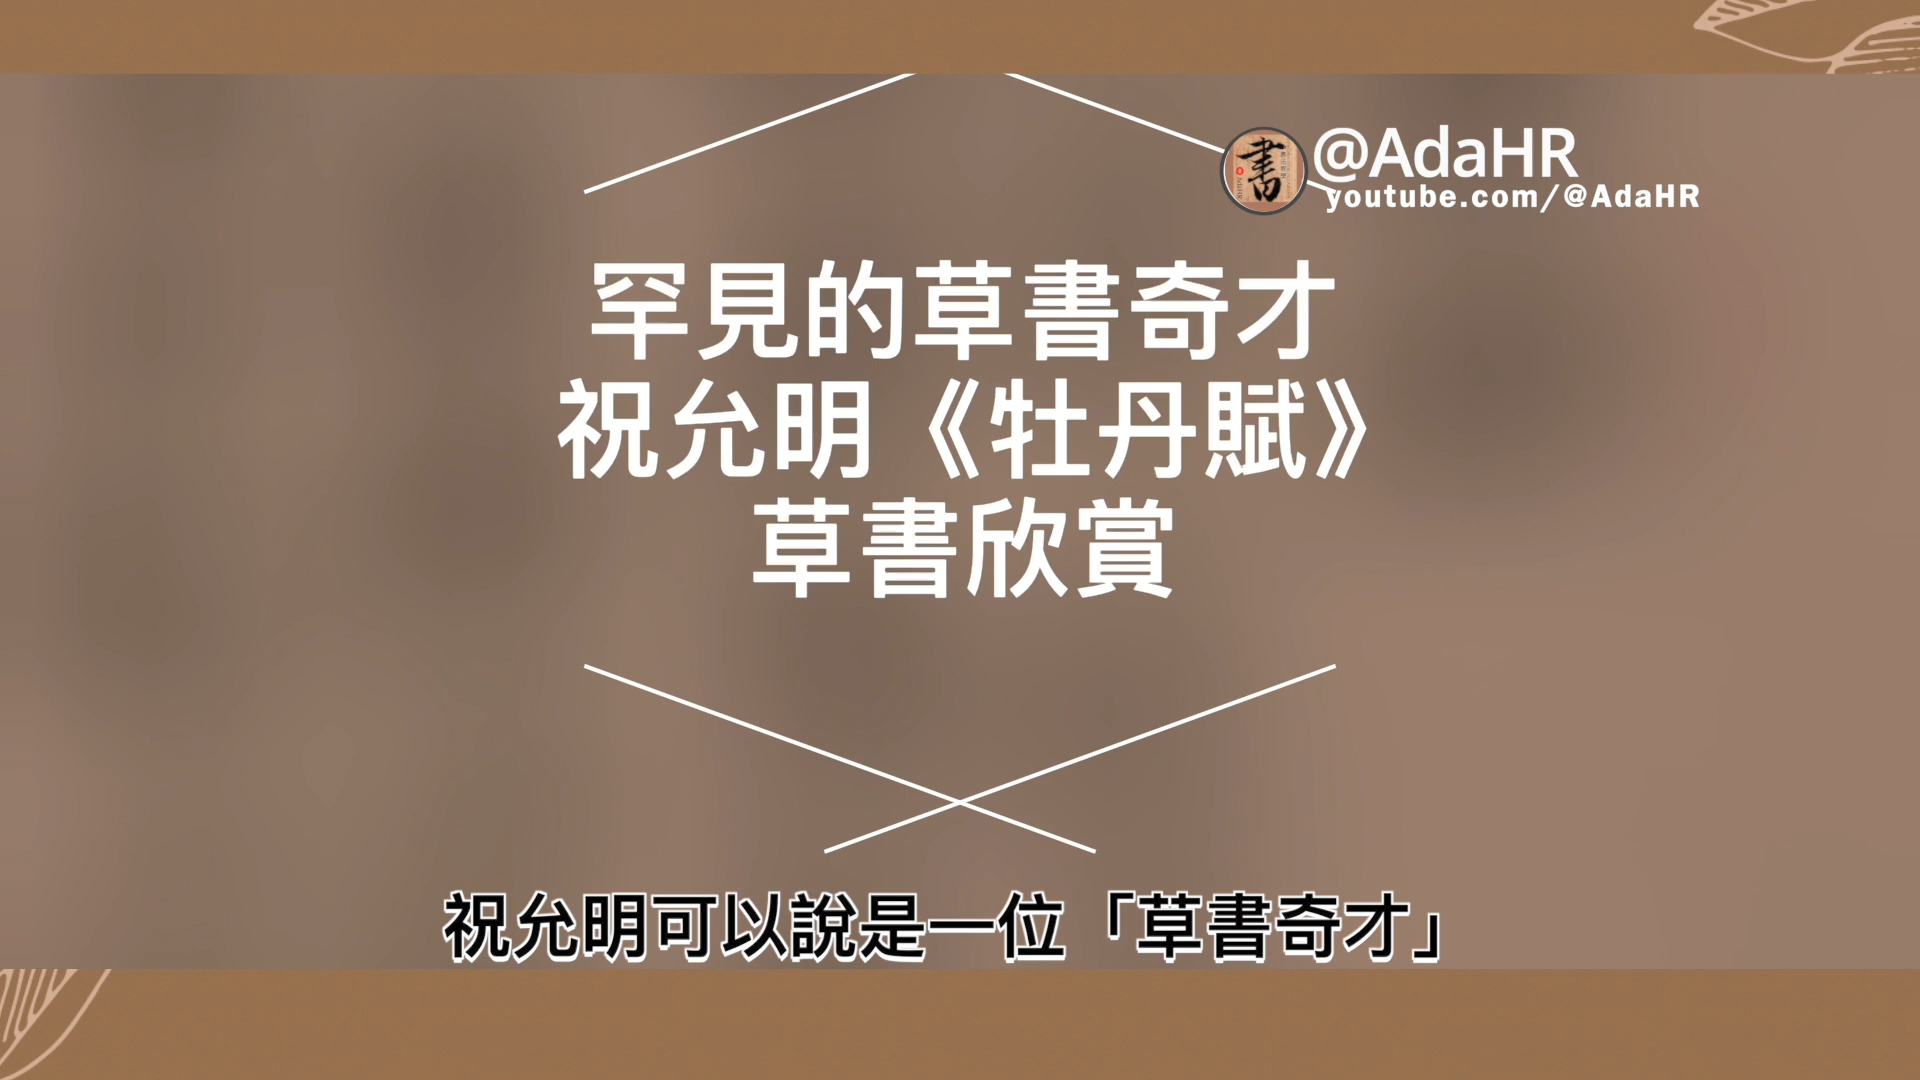 @AdaHR
youtube.com/@AdaHR
書
罕見的草書奇才
祝允明《牡丹賦》
草書欣賞
祝允明可以說是一位「草書奇才」